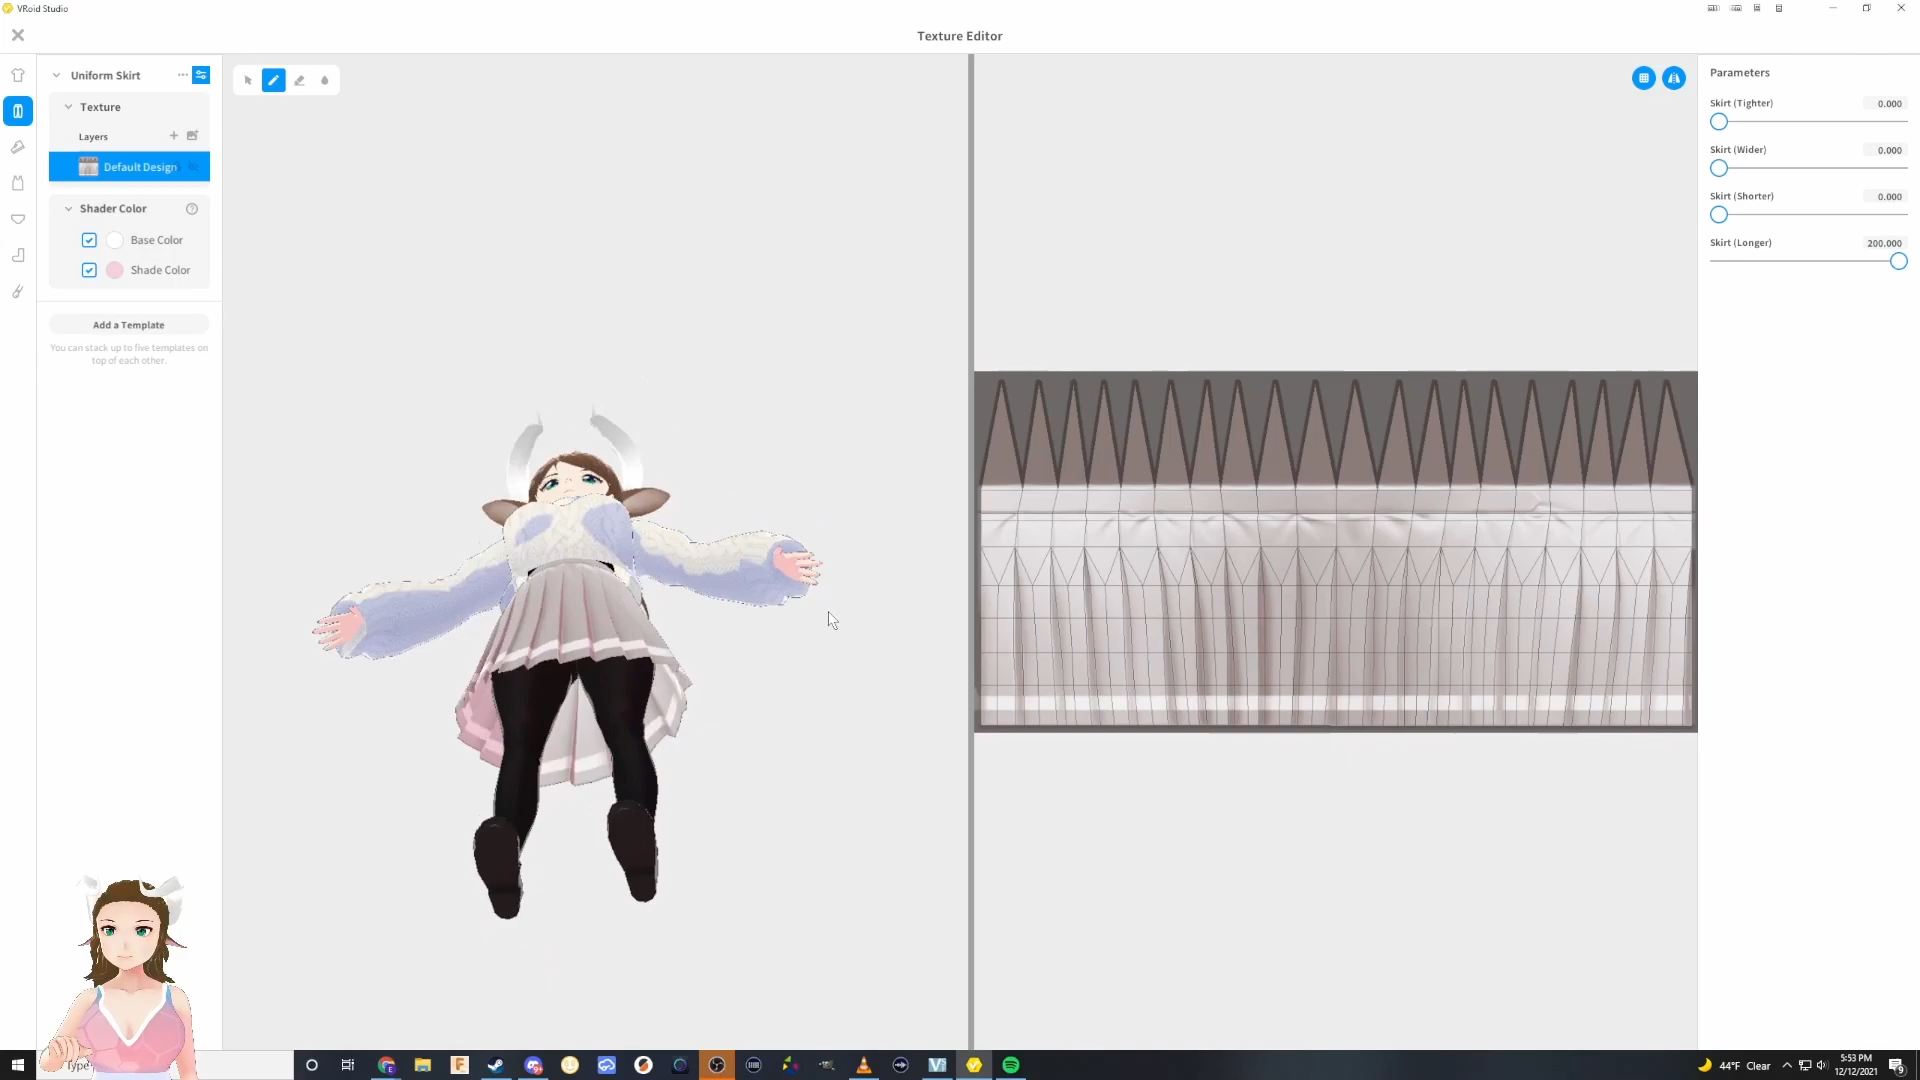 VRoid Studio
Texture Editor
Uniform Skirt
Texture
Layers
Default Design
Shader Color
Base Color
Shade Color
Add a Template
You can stack up to five templates on
top of each other.
Parameters
Skirt (Tighter) 0.000
Skirt (Wider) 0.000
Skirt (Shorter) 0.000
Skirt (Longer) 200.000
Type
44°F Clear
5:53 PM
12/12/2021